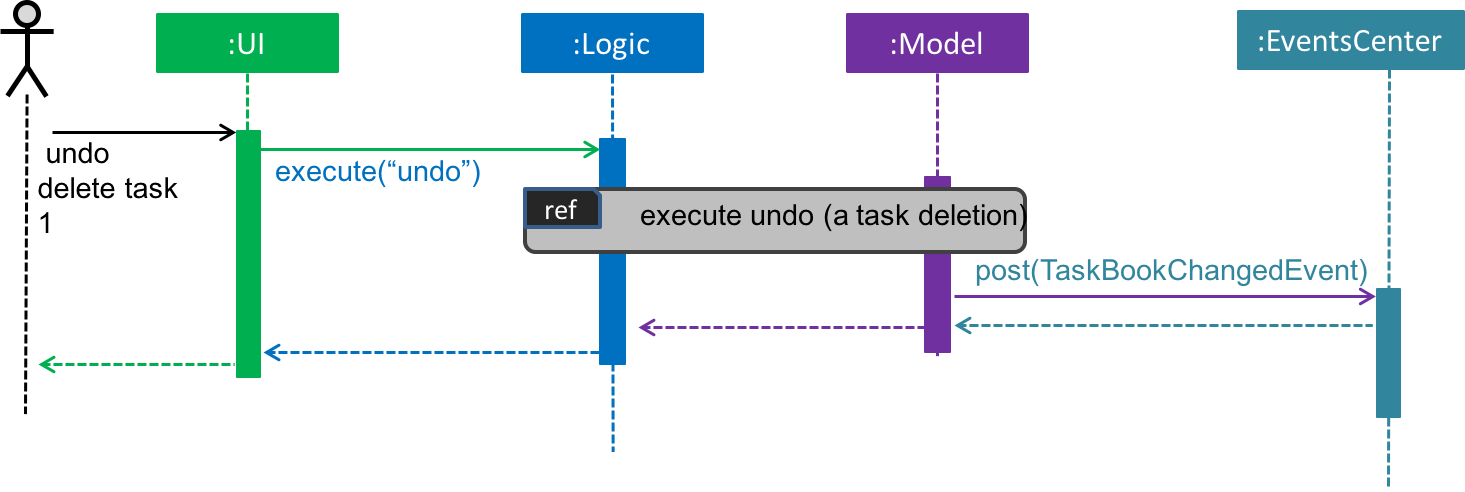 :UI
:Logic
:Model
:EventsCenter
undo
delete task
1
execute(“undo”)
ref
execute undo (a task deletion)
post(TaskBookChangedEvent)